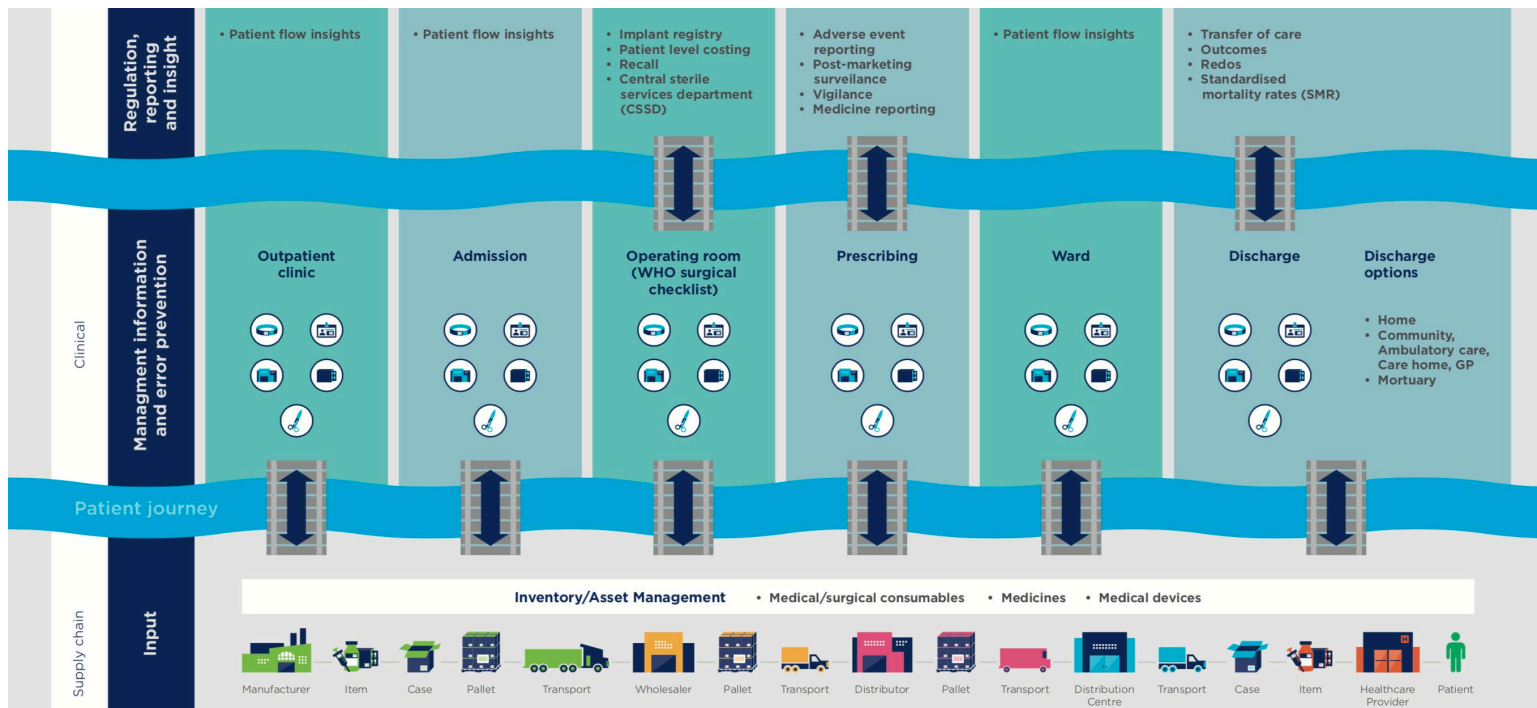 Regulation,
reporting
and insight
• Patient flow insights
• Patient flow insights
• Implant registry
• Patient level costing
• Recall
• Central sterile
services department
(CSSD)
• Adverse event
reporting
• Post-marketing
surveilance
• Vigilance
• Medicine reporting
• Patient flow insights
• Transfer of care
• Outcomes
• Redos
• Standardised
mortality rates (SMR)
Clinical
Managment information
and error prevention
Outpatient
clinic
Admission
Operating room
(WHO surgical
checklist)
Prescribing
Ward
Discharge
Discharge
options
• Home
• Community,
Ambulatory care,
Care home, GP
• Mortuary
Patient journey
Supply chain
Input
Inventory/Asset Management • Medical/surgical consumables • Medicines • Medical devices
H
Manufacturer
Item
Case
Pallet
Transport
Wholesaler
Pallet
Transport
Distributor
Pallet
Transport
Distribution
Centre
Transport
Case
Item
Healthcare
Provider
Patient